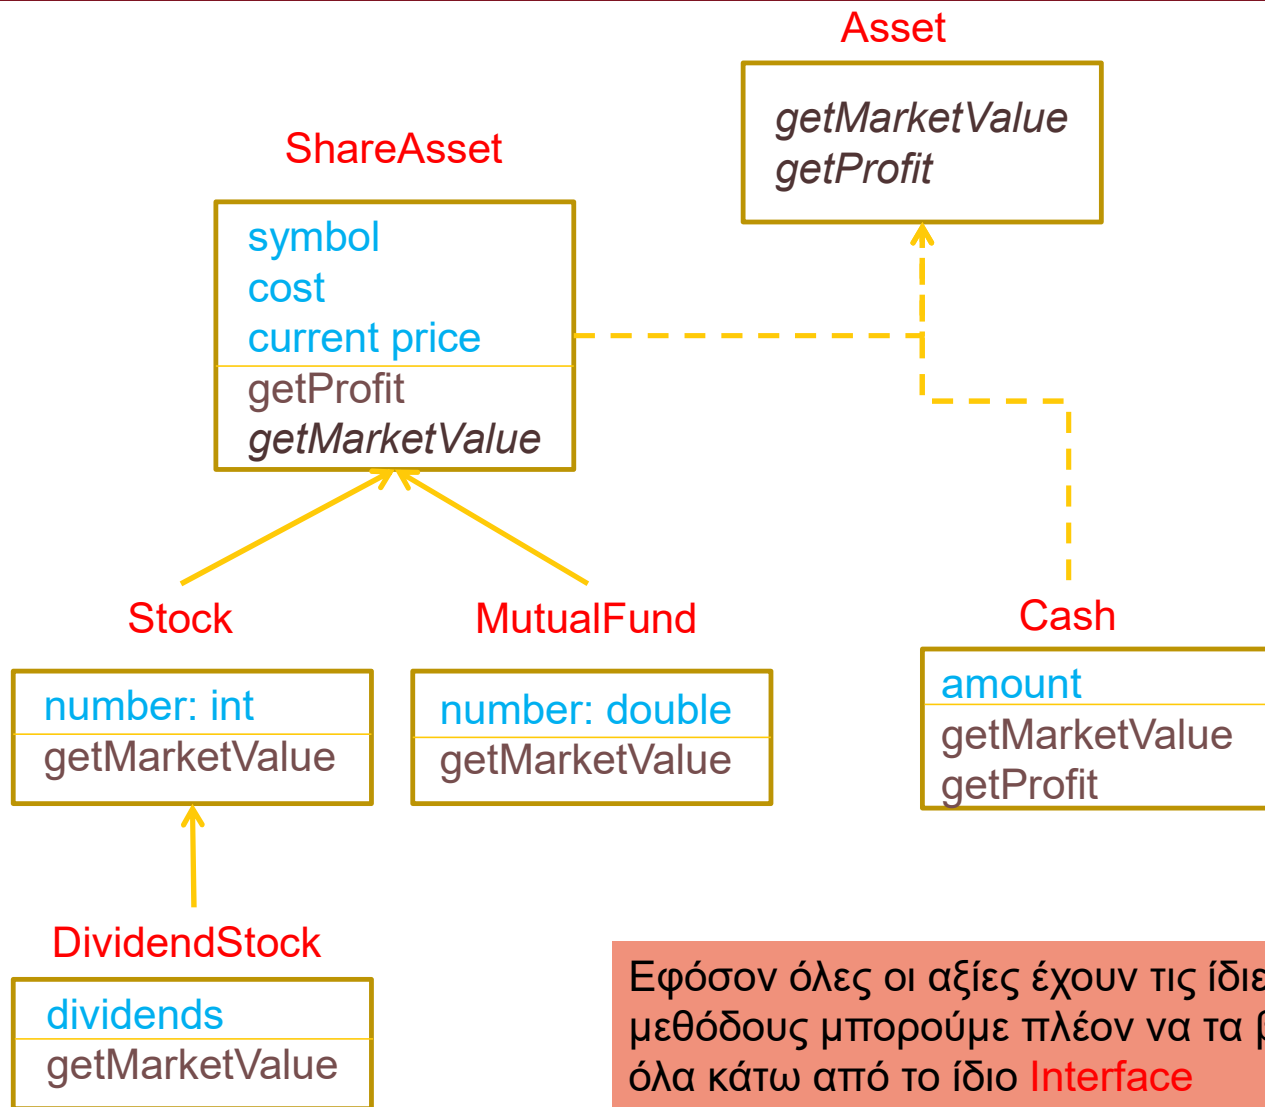 Asset
getMarketValue
getProfit
ShareAsset
symbol
cost
current price
getProfit
getMarketValue
Stock
number: int
getMarketValue
MutualFund
number: double
getMarketValue
Cash
amount
getMarketValue
getProfit
DividendStock
dividends
getMarketValue
Εφόσον όλες οι αξίες έχουν τις
μεθόδους μπορούμε πλέον να τα
όλα κάτω από το ίδιο Interface